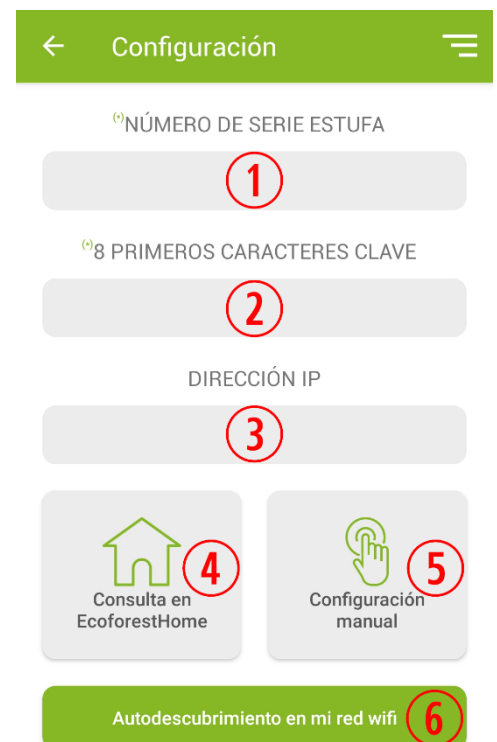 Configuración
(*)NÚMERO DE SERIE ESTUFA
1
(*)8 PRIMEROS CARACTERES CLAVE
2
DIRECCIÓN IP
3
4
Consulta en
EcoforestHome
5
Configuración
manual
Autodescubrimiento en mi red wifi 6